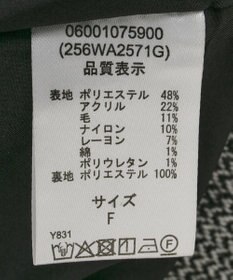 06001075900
(256WA2571G)
品質表示
表地 ポリエステル 48%
アクリル 22%
毛 11%
ナイロン 10%
レーヨン 7%
綿 1%
ポリウレタン 1%
裏地 ポリエステル 100%
サイズ
F
Y831
F